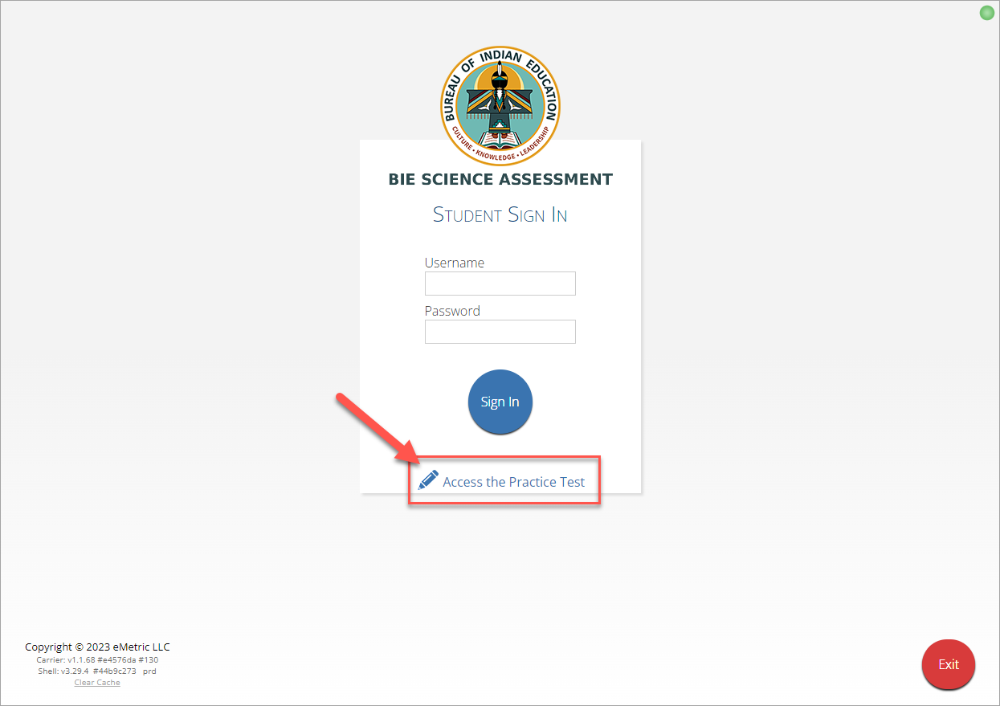 BUREAU OF INDIAN EDUCATION
CULTURE • KNOWLEDGE • LEADERSHIP
BIE SCIENCE ASSESSMENT
Student Sign In
Username
Password
Sign In
Access the Practice Test
Copyright © 2023 eMetric LLC
Carrier: v1.1.68 #e4576da #130
Shell: v3.29.4 #44b9c273 prd
Clear Cache
Exit